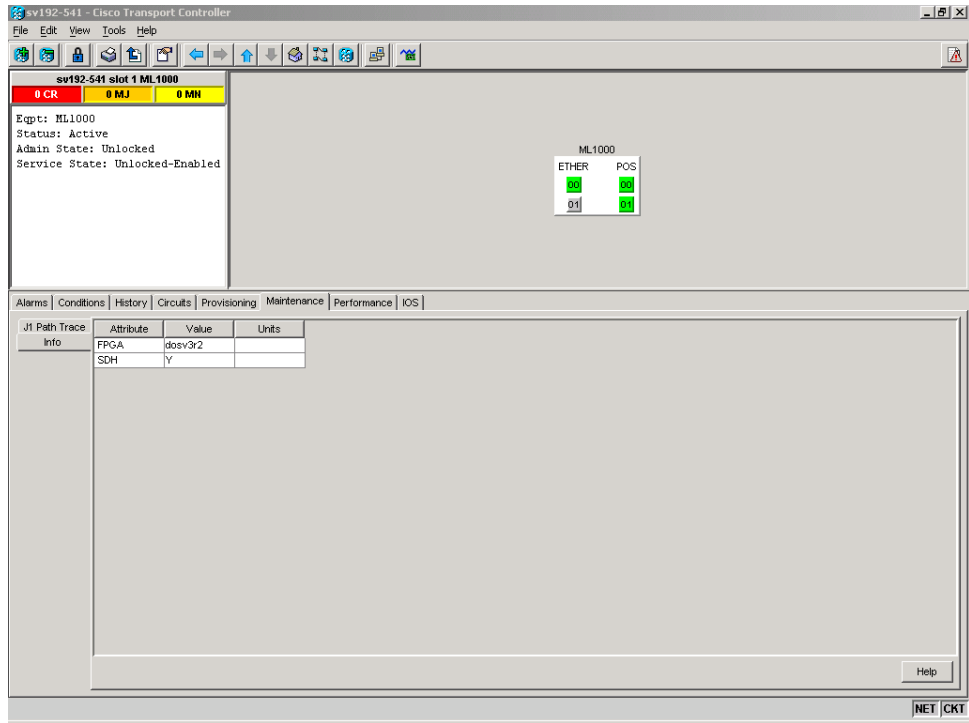 sv192-541 - Cisco Transport Controller
File Edit View Tools Help
sv192-541 slot 1 ML1000
0 CR 0 MJ 0 MN
Eqpt: ML1000
Status: Active
Admin State: Unlocked
Service State: Unlocked-Enabled
ML1000
ETHER POS
00 00
01 01
Alarms Conditions History Circuits Provisioning Maintenance Performance IOS
J1 Path Trace
Info
Attribute Value Units
FPGA dosv3r2
SDH Y
Help
NET CKT